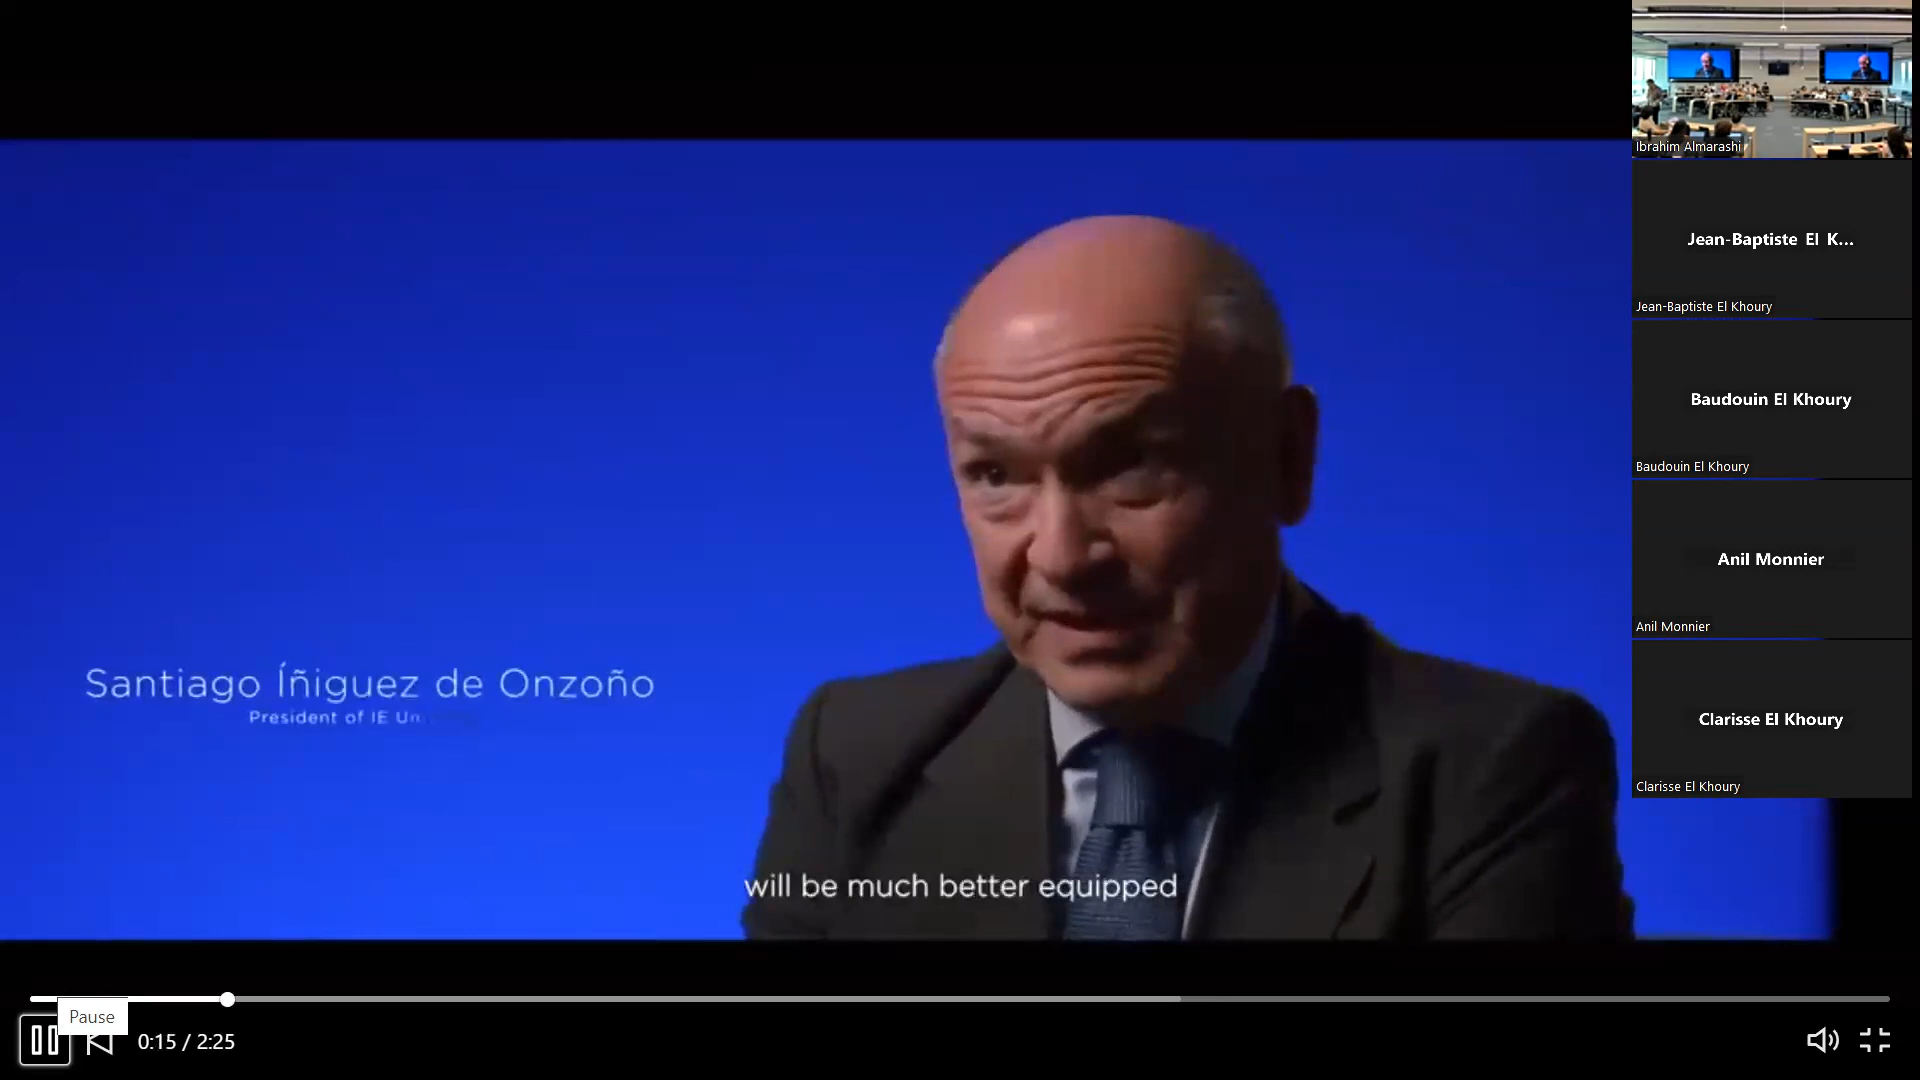 Santiago Íñiguez de Onzoño
President of IE Un
will be much better equipped
Pause
0:15 / 2:25
Ibrahim Almarashi
Jean-Baptiste El K...
Jean-Baptiste El Khoury
Baudouin El Khoury
Baudouin El Khoury
Anil Monnier
Anil Monnier
Clarisse El Khoury
Clarisse El Khoury